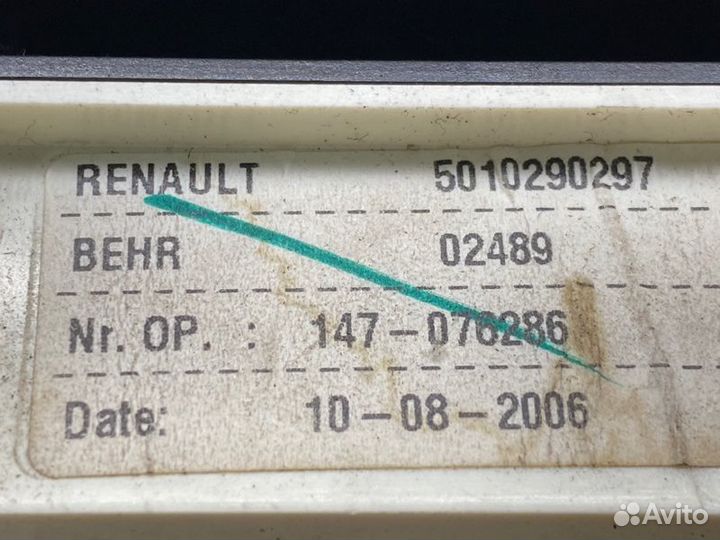 RENAULT 5010290297
BEHR 02489
Nr. OP. : 147-076286
Date: 10-08-2006
Avito